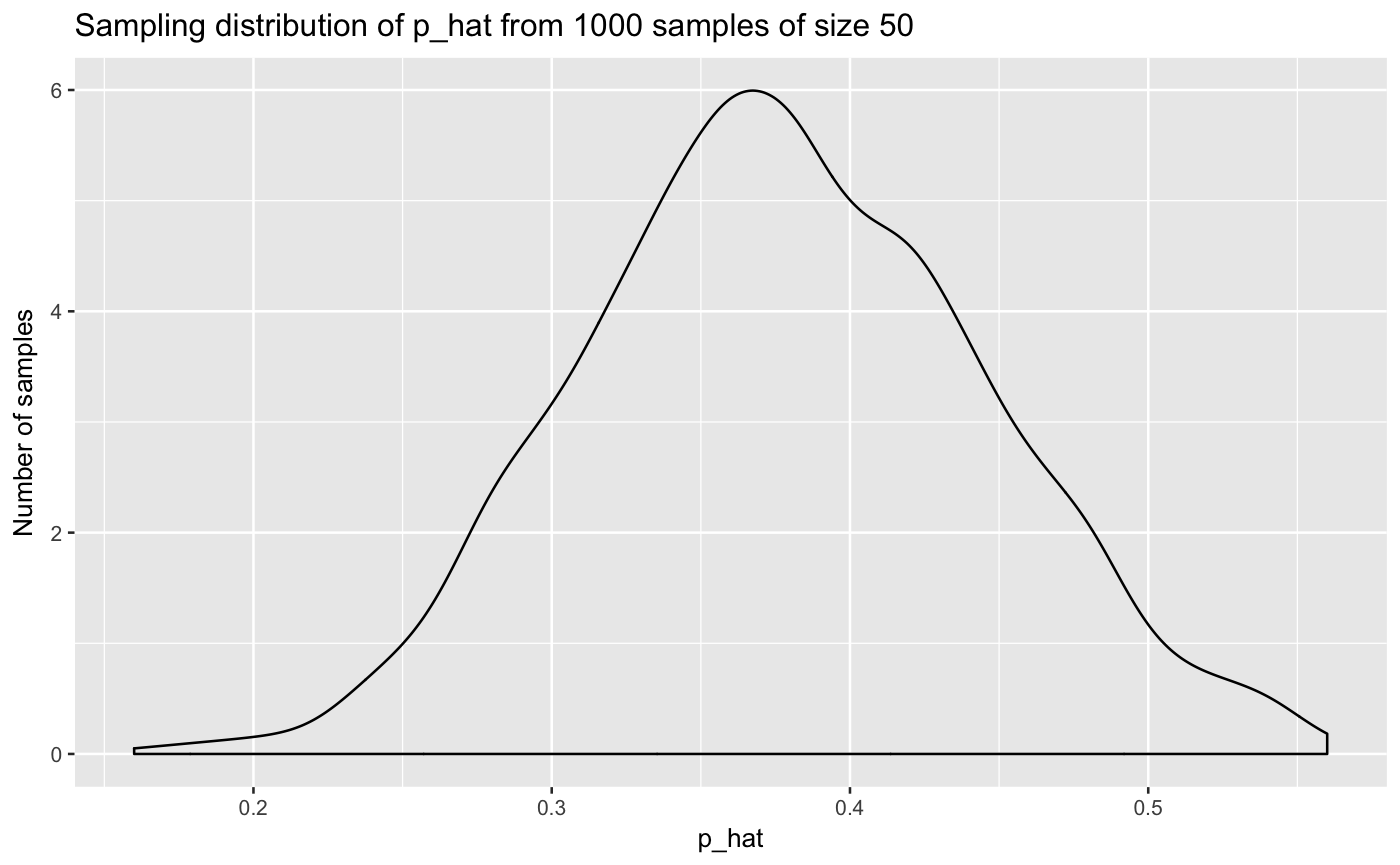 Sampling distribution of p_hat from 1000 samples of size 50
Number of samples
6
4
2
0
0.2 0.3 0.4 0.5
p_hat